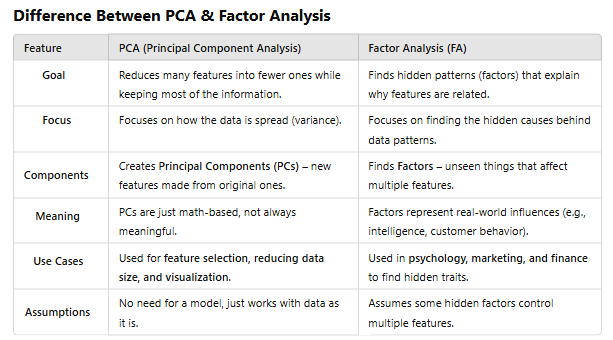 Difference Between PCA & Factor Analysis
Feature PCA (Principal Component Analysis) Factor Analysis (FA)
Goal
Reduces many features into fewer ones while
keeping most of the information.
Finds hidden patterns (factors) that explain
why features are related.
Focus
Focuses on how the data is spread (variance).
Focuses on finding the hidden causes behind
data patterns.
Components
Creates Principal Components (PCs) – new
features made from original ones.
Finds Factors – unseen things that affect
multiple features.
Meaning
PCs are just math-based, not always
meaningful.
Factors represent real-world influences (e.g.,
intelligence, customer behavior).
Use Cases
Used for feature selection, reducing data
size, and visualization.
Used in psychology, marketing, and finance
to find hidden traits.
Assumptions
No need for a model, just works with data as
it is.
Assumes some hidden factors control
multiple features.